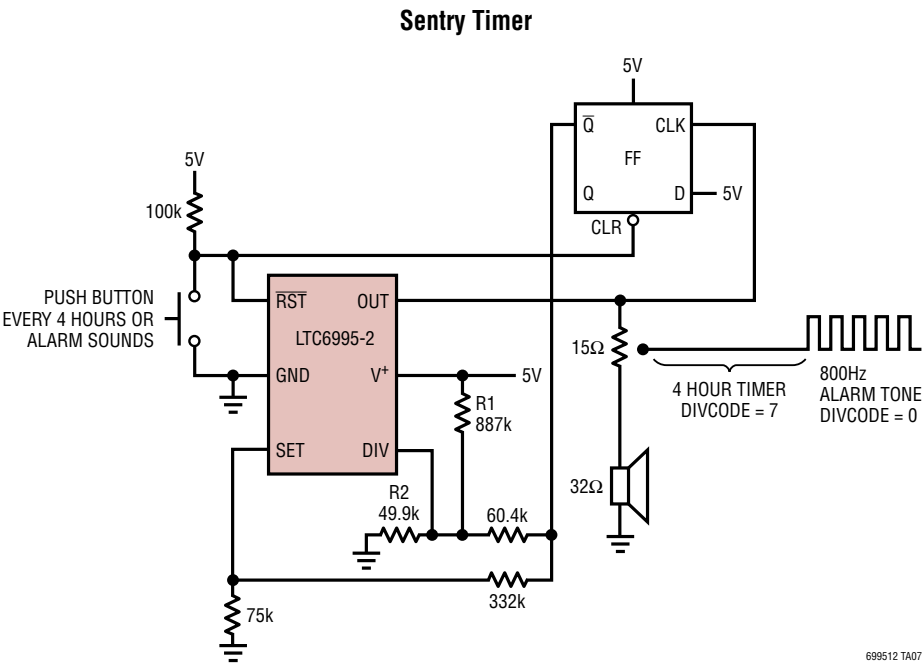 Sentry Timer
5V
Q̅
CLK
FF
Q
D
5V
CLR
5V
100k
PUSH BUTTON
EVERY 4 HOURS OR
ALARM SOUNDS
R̅S̅T̅
OUT
LTC6995-2
GND
V+
5V
SET
DIV
R1
887k
R2
49.9k
60.4k
332k
75k
15Ω
32Ω
4 HOUR TIMER
DIVCODE = 7
800Hz
ALARM TONE
DIVCODE = 0
699512 TA07